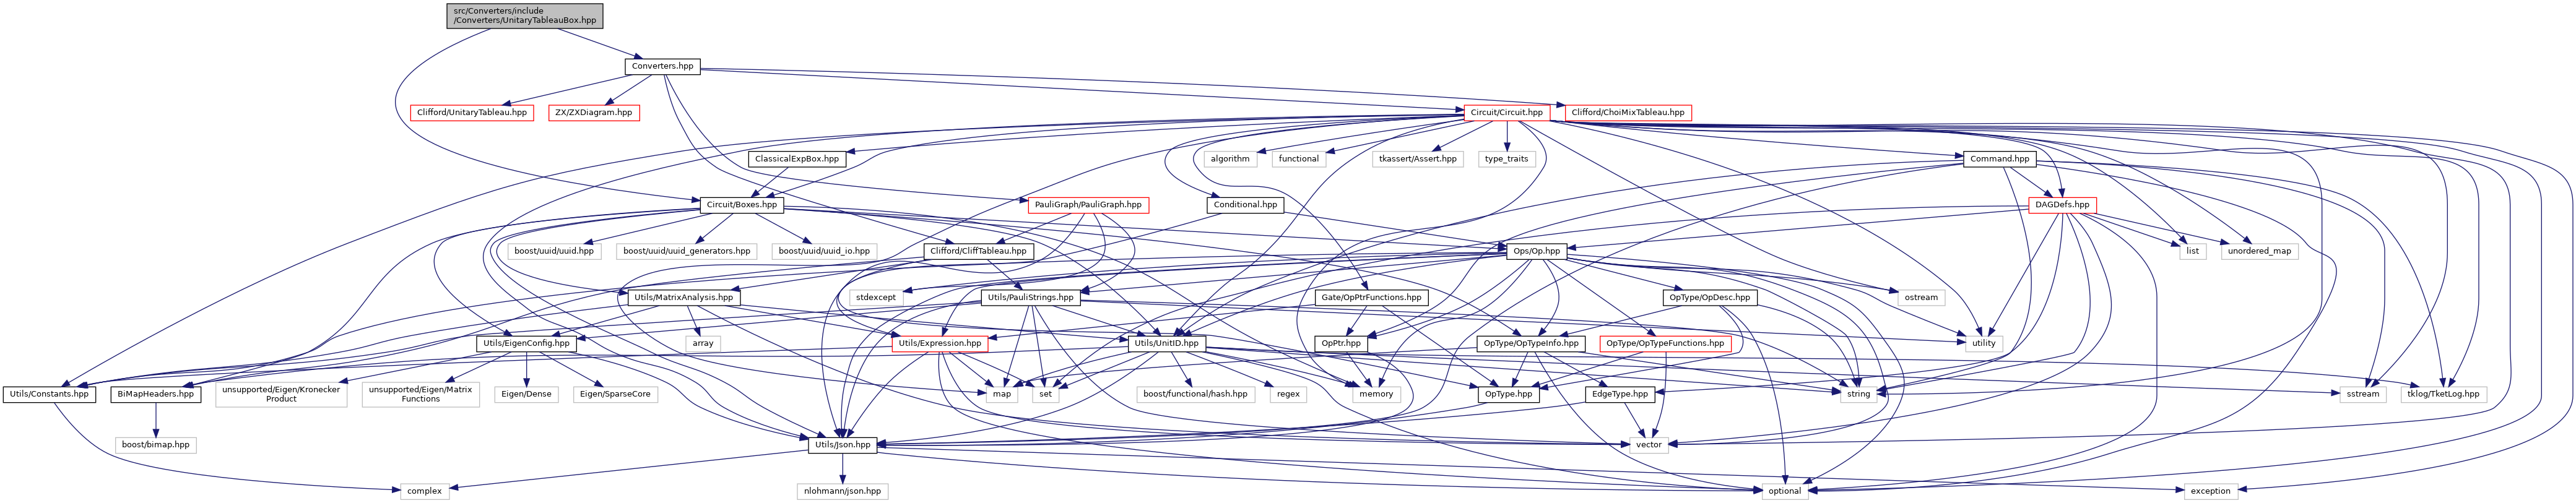 src/Converters/include
/Converters/UnitaryTableauBox.hpp
Converters.hpp
Clifford/UnitaryTableau.hpp
ZX/ZXDiagram.hpp
Circuit/Circuit.hpp
Clifford/ChoiMixTableau.hpp
ClassicalExpBox.hpp
algorithm
functional
tkassert/Assert.hpp
type_traits
Command.hpp
Circuit/Boxes.hpp
PauliGraph/PauliGraph.hpp
Conditional.hpp
DAGDefs.hpp
boost/uuid/uuid.hpp
boost/uuid/uuid_generators.hpp
boost/uuid/uuid_io.hpp
Clifford/CliffTableau.hpp
Ops/Op.hpp
list
unordered_map
Utils/MatrixAnalysis.hpp
stdexcept
Utils/PauliStrings.hpp
Gate/OpPtrFunctions.hpp
OpType/OpDesc.hpp
ostream
Utils/EigenConfig.hpp
array
Utils/Expression.hpp
Utils/UnitID.hpp
OpPtr.hpp
OpType/OpTypeInfo.hpp
OpType/OpTypeFunctions.hpp
utility
Utils/Constants.hpp
BiMapHeaders.hpp
unsupported/Eigen/Kronecker
Product
unsupported/Eigen/Matrix
Functions
Eigen/Dense
Eigen/SparseCore
map
set
boost/functional/hash.hpp
regex
memory
OpType.hpp
EdgeType.hpp
string
sstream
tklog/TketLog.hpp
boost/bimap.hpp
Utils/Json.hpp
vector
complex
nlohmann/json.hpp
optional
exception